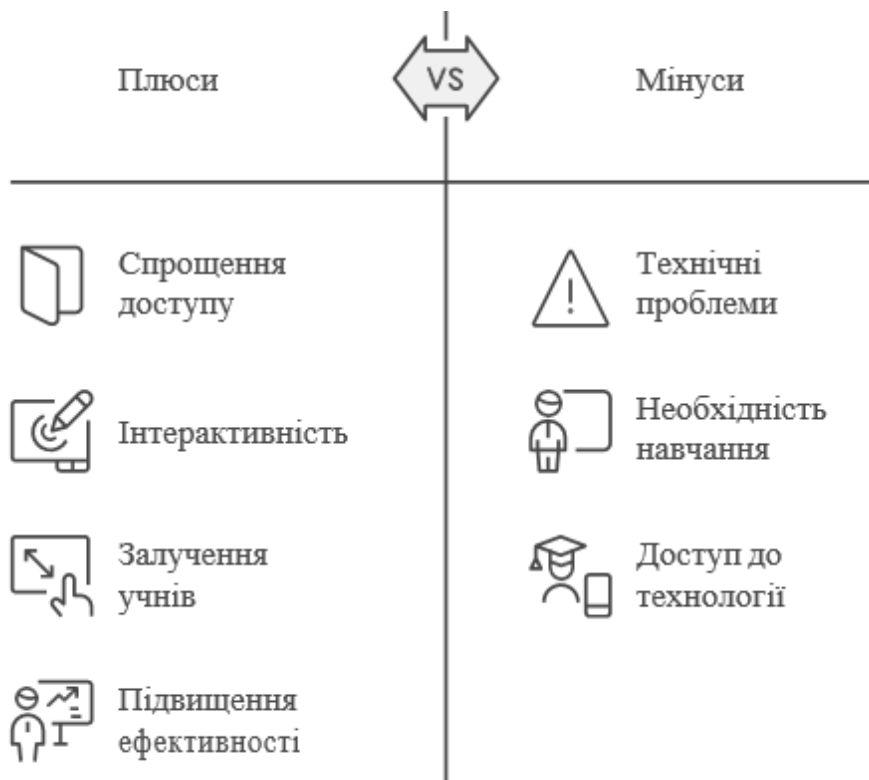 Плюси
VS
Мінуси
Спрощення
доступу
Технічні
проблеми
Інтерактивність
Необхідність
навчання
Залучення
учнів
Доступ до
технології
Підвищення
ефективності